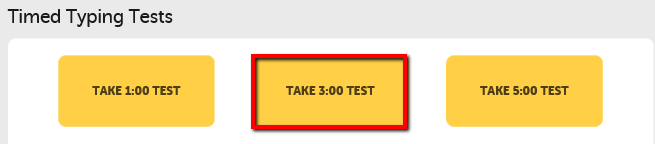 Timed Typing Tests
TAKE 1:00 TEST
TAKE 3:00 TEST
TAKE 5:00 TEST